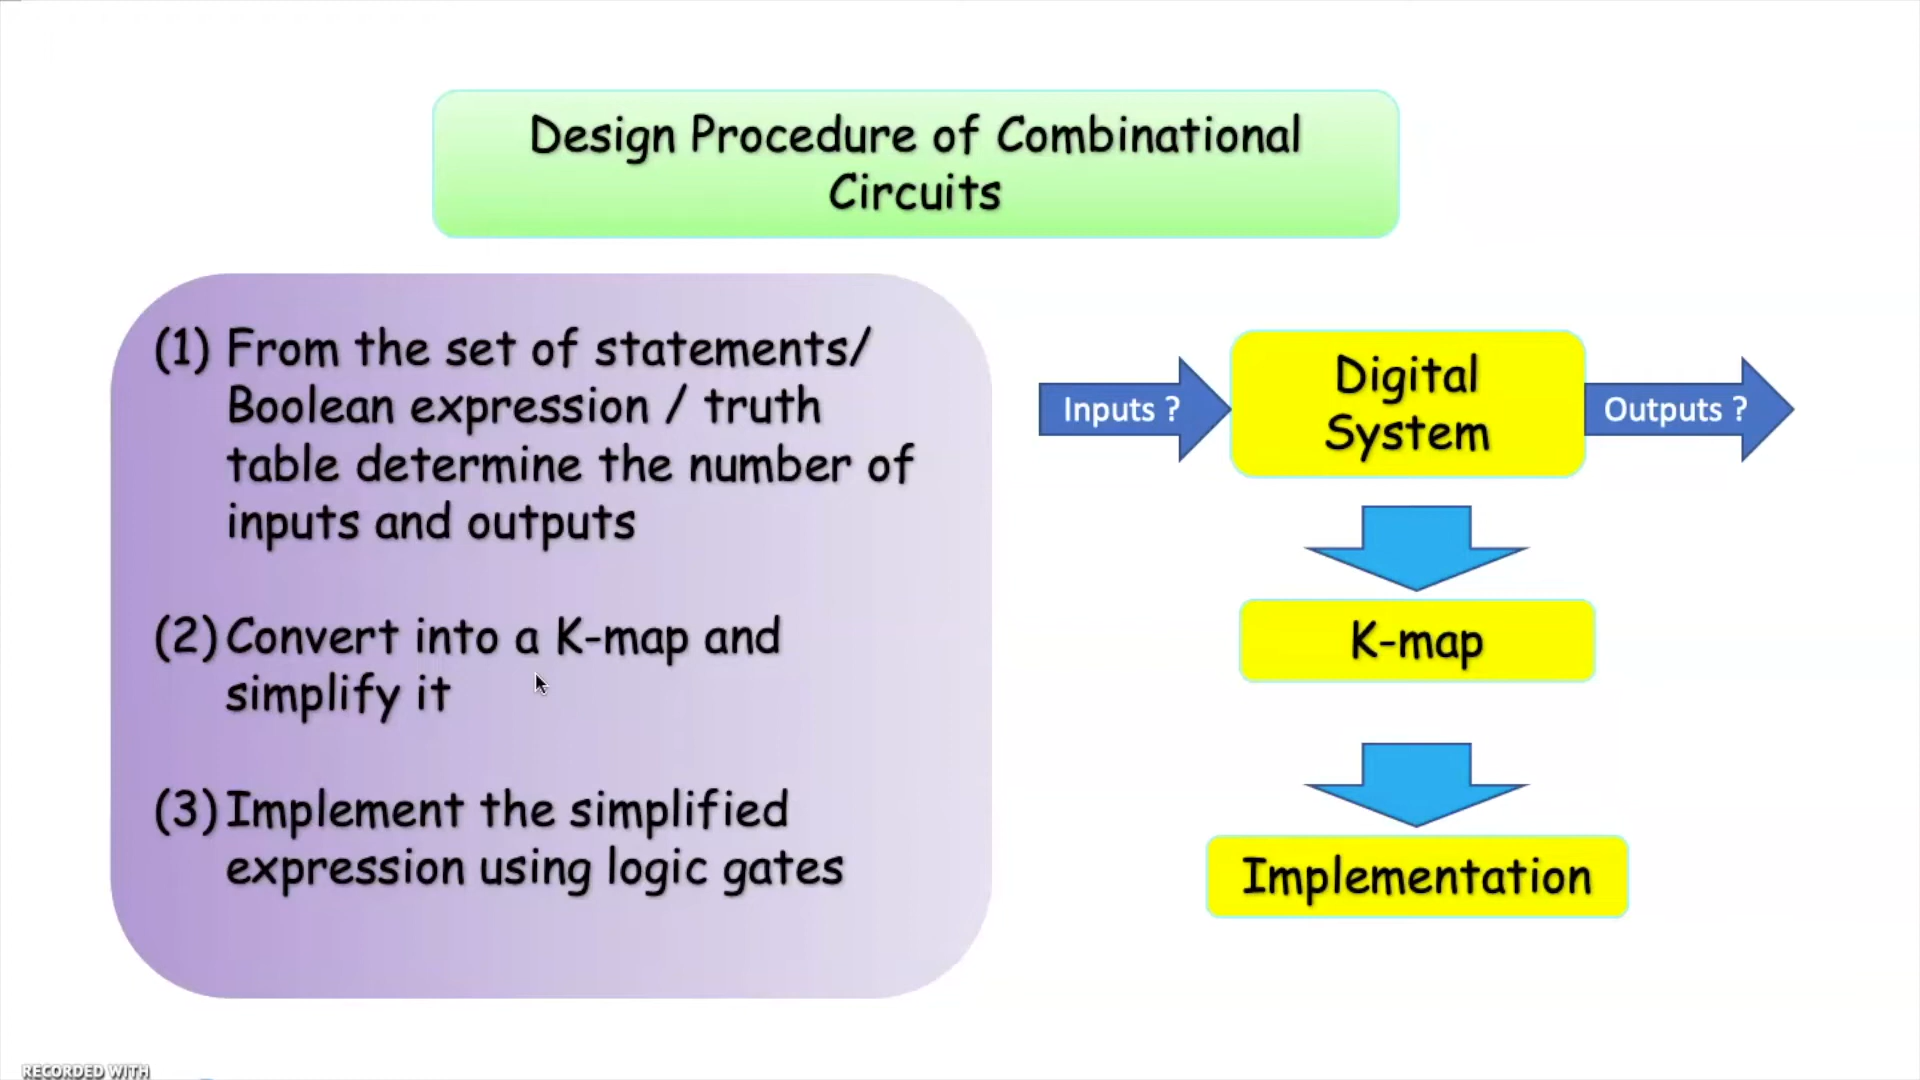 Design Procedure of Combinational
Circuits
(1) From the set of statements/
Boolean expression / truth
table determine the number of
inputs and outputs
(2) Convert into a K-map and
simplify it
(3) Implement the simplified
expression using logic gates
Inputs ?
Digital
System
Outputs ?
K-map
Implementation
RECORDED WITH